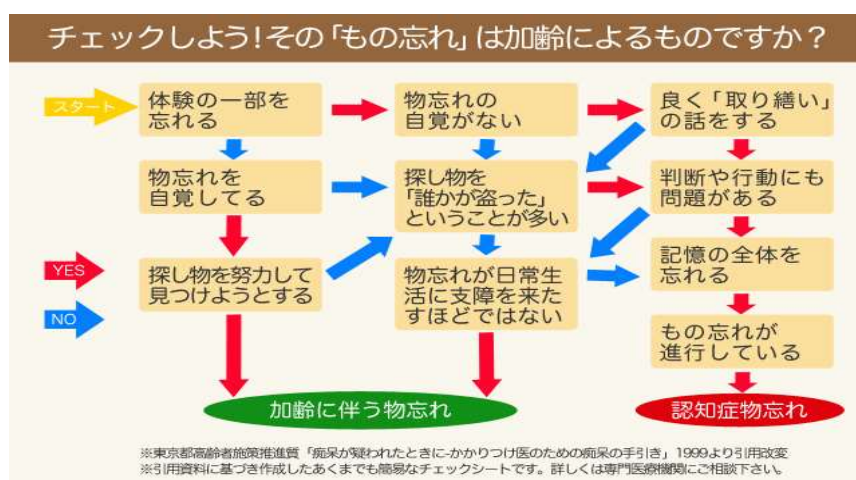 チェックしよう!その「もの忘れ」は加齢によるものですか?
スタート
体験の一部を
忘れる
物忘れの
自覚がない
良く「取り繕い」
の話をする
物忘れを
自覚してる
探し物を
「誰かが盗った」
ということが多い
判断や行動にも
問題がある
YES
NO
探し物を努力して
見つけようとする
物忘れが日常生
活に支障を来た
すほどではない
記憶の全体を
忘れる
もの忘れが
進行している
加齢に伴う物忘れ
認知症物忘れ
※東京都高齢者施策推進質「痴呆が疑われたときに-かかりつけ医のための痴呆の手引き」1999より引用改変
※引用資料に基づき作成したあくまでも簡易なチェックシートです。詳しくは専門医療機関にご相談下さい。